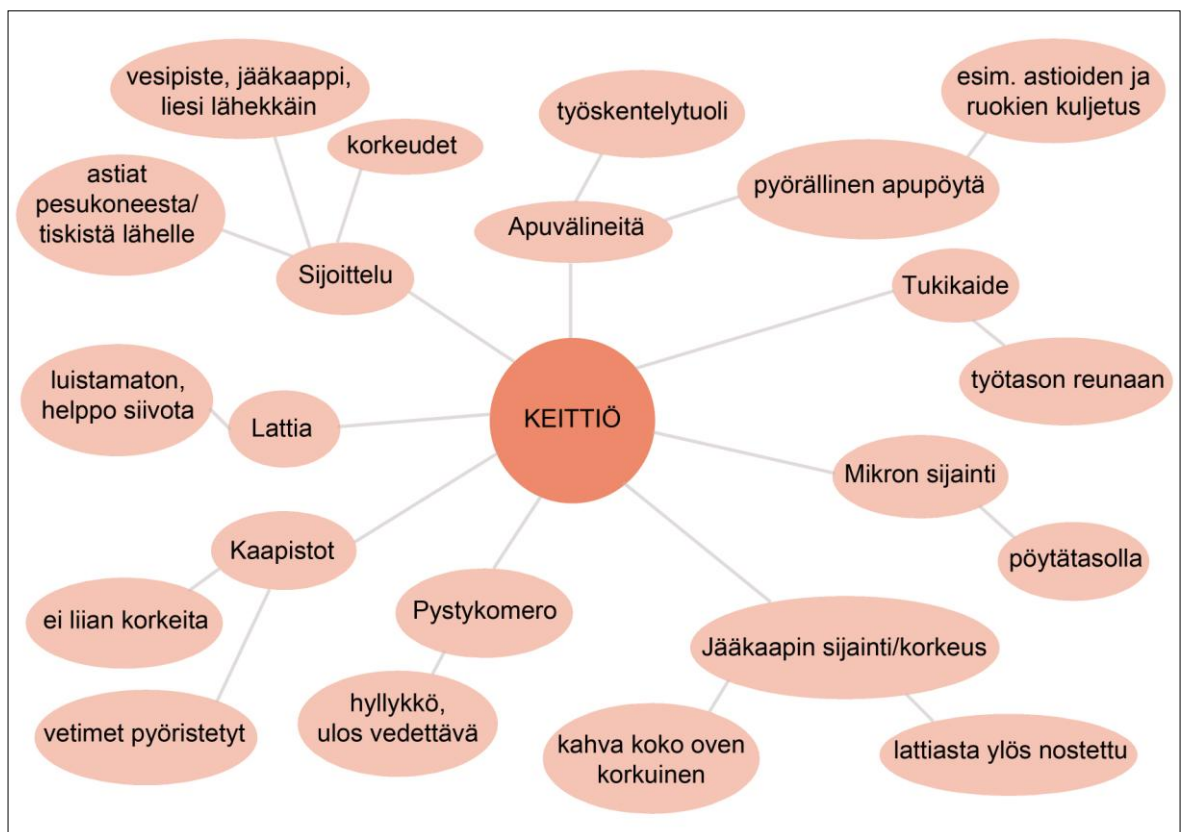 vesipiste, jääkaappi,
liesi lähekkäin
korkeudet
astiat
pesukoneesta/
tiskistä lähelle
Sijoittelu
työskentelytuoli
Apuvälineitä
esim. astioiden ja
ruokien kuljetus
pyörällinen apupöytä
Tukikaide
työtason reunaan
luistamaton,
helppo siivota
Lattia
KEITTIÖ
Mikron sijainti
pöytätasolla
Kaapistot
ei liian korkeita
vetimet pyöristetyt
Pystykomero
hyllykkö,
ulos vedettävä
Jääkaapin sijainti/korkeus
kahva koko oven
korkuinen
lattiasta ylös nostettu